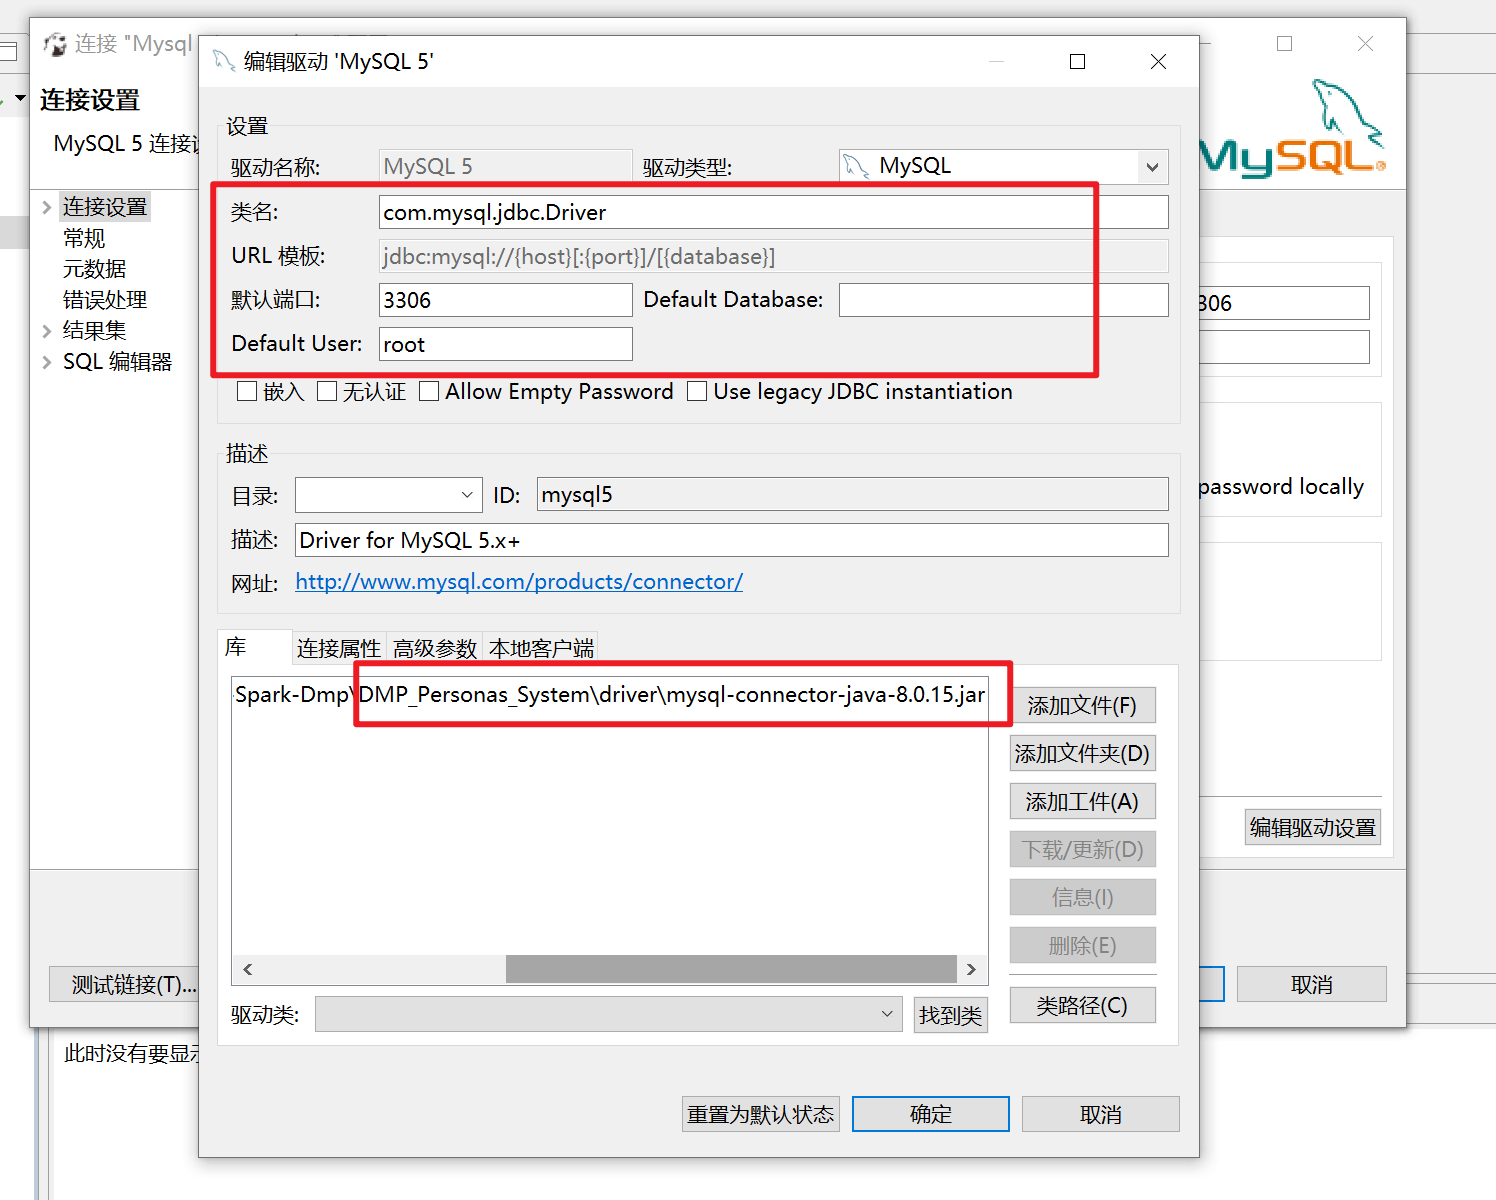 连接 "Mysql
编辑驱动 'MySQL 5'
连接设置
MySQL 5 连接
MySQL
设置
驱动名称: MySQL 5 驱动类型: MySQL
类名: com.mysql.jdbc.Driver
URL 模板: jdbc:mysql://{host}[:{port}]/[{database}]
默认端口: 3306 Default Database:
Default User: root
嵌入 无认证 Allow Empty Password Use legacy JDBC instantiation
连接设置
常规
元数据
错误处理
结果集
SQL 编辑器
306
描述
目录: ID: mysql5
描述: Driver for MySQL 5.x+
网址: http://www.mysql.com/products/connector/
password locally
库 连接属性 高级参数 本地客户端
-Spark-Dmp\DMP_Personas_System\driver\mysql-connector-java-8.0.15.jar
添加文件(F)
添加文件夹(D)
添加工件(A)
下载/更新(D)
信息(I)
删除(E)
类路径(C)
驱动类: 找到类
编辑驱动设置
测试链接(T)...
取消
此时没有要显示
重置为默认状态 确定 取消